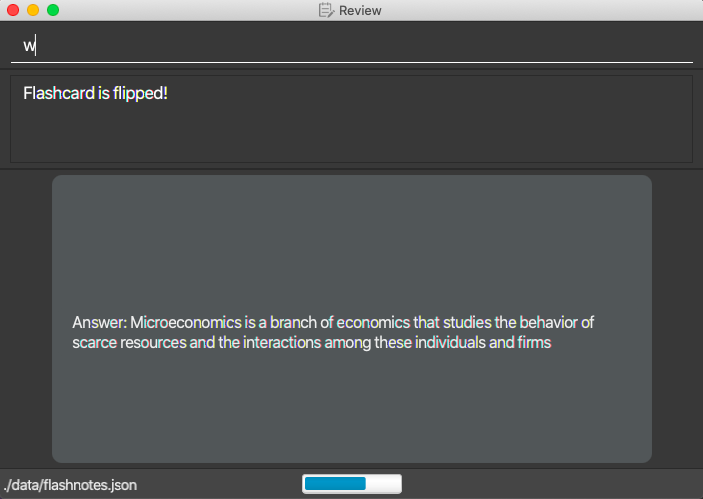 Review
w
Flashcard is flipped!
Answer: Microeconomics is a branch of economics that studies the behavior of
scarce resources and the interactions among these individuals and firms
./data/flashnotes.json